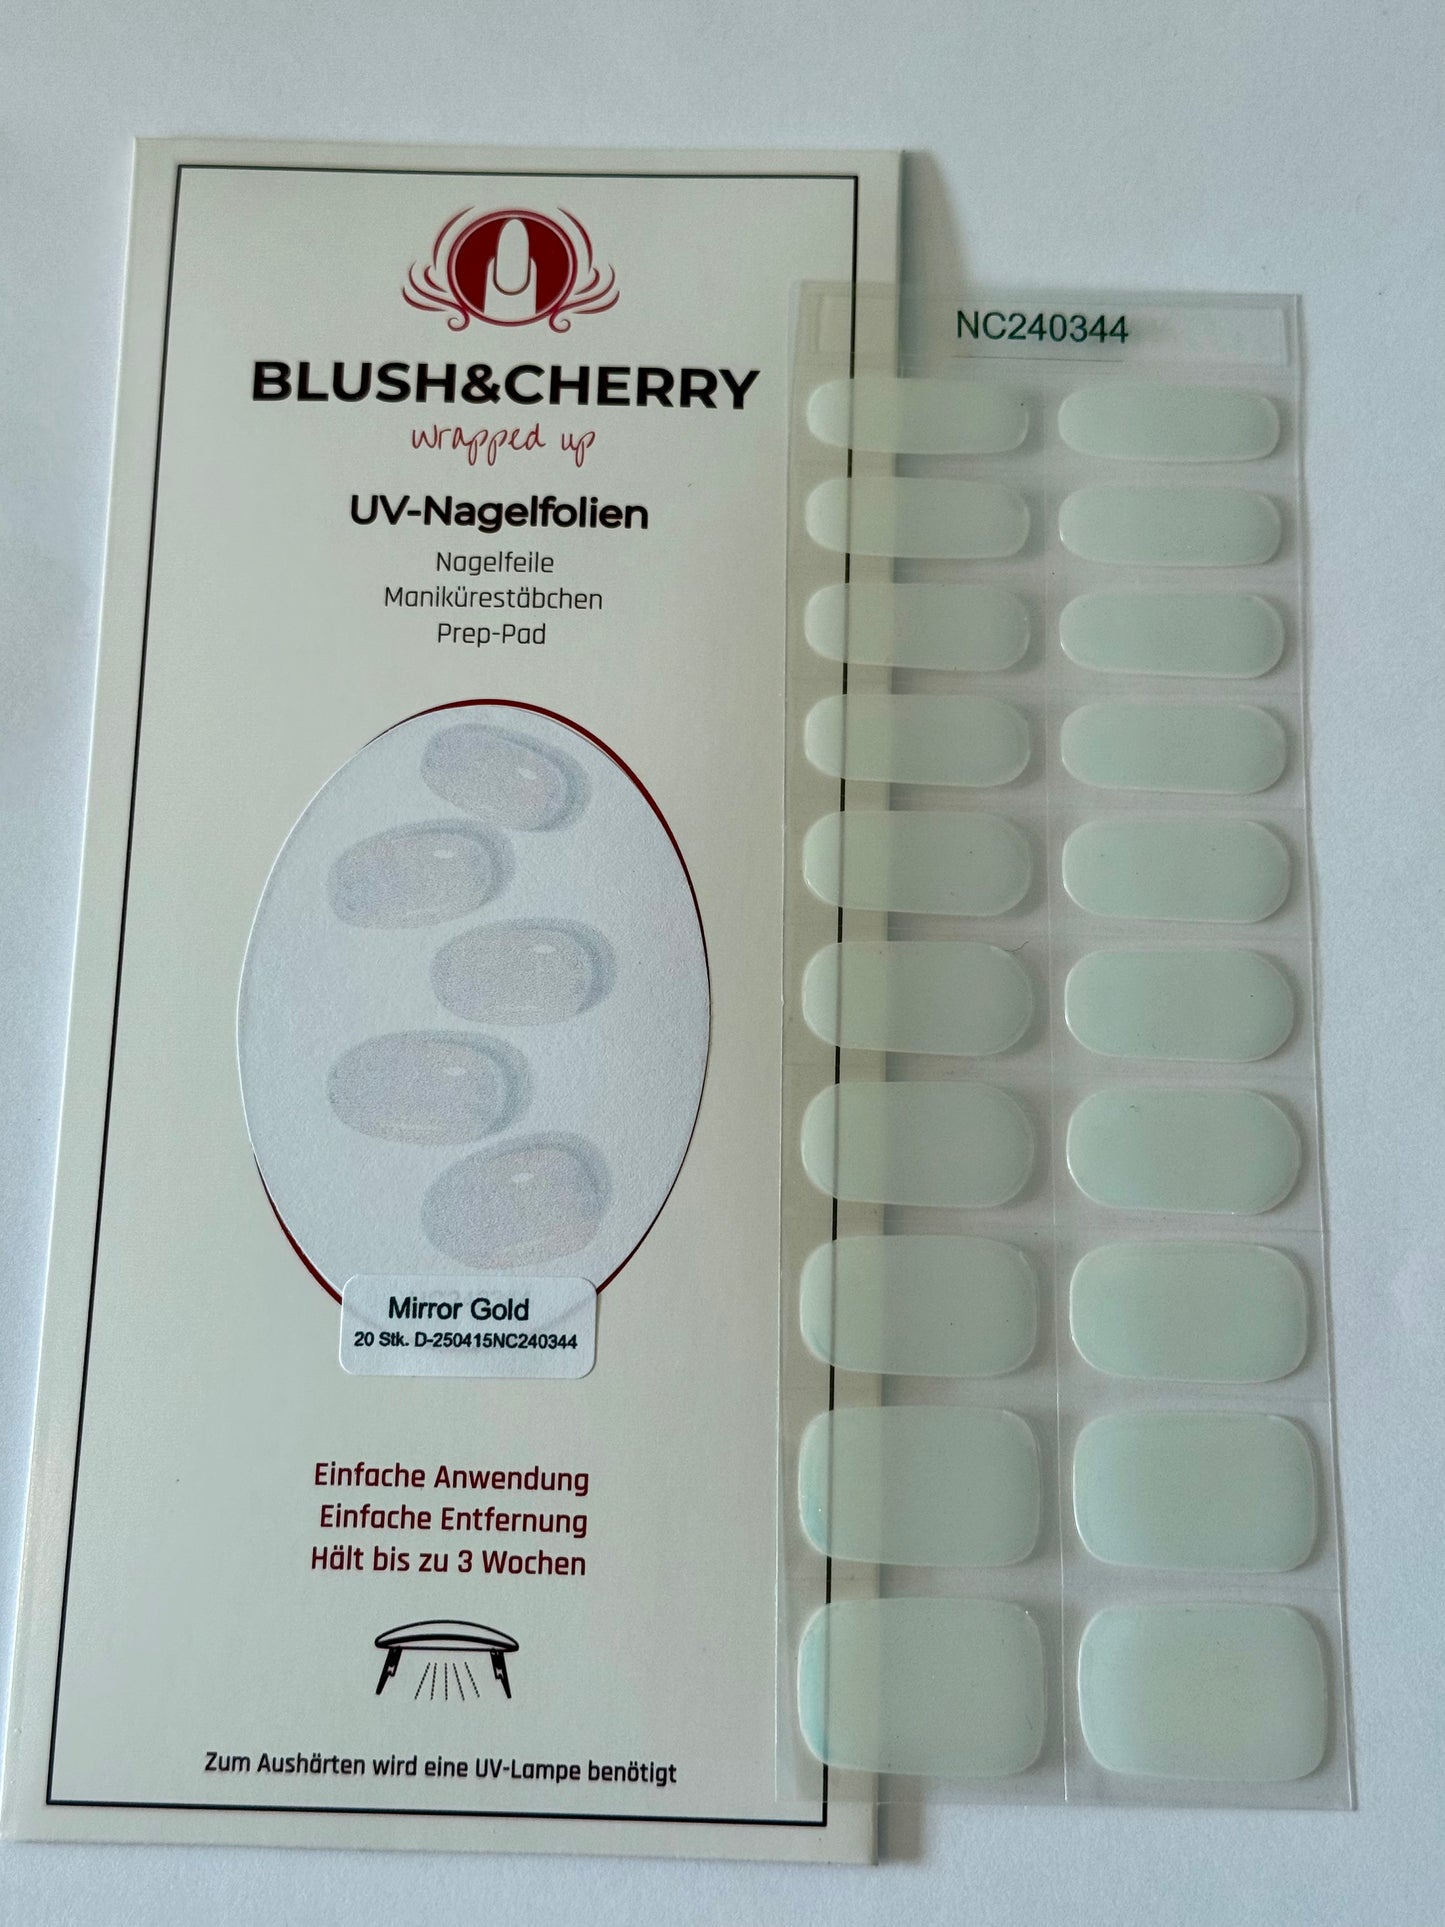 BLUSH&CHERRY
wrapped up
UV-Nagelfolien
Nagelfeile
Manikürestäbchen
Prep-Pad
Mirror Gold
20 Stk. D-250415NC240344
Einfache Anwendung
Einfache Entfernung
Hält bis zu 3 Wochen
Zum Aushärten wird eine UV-Lampe benötigt
NC240344